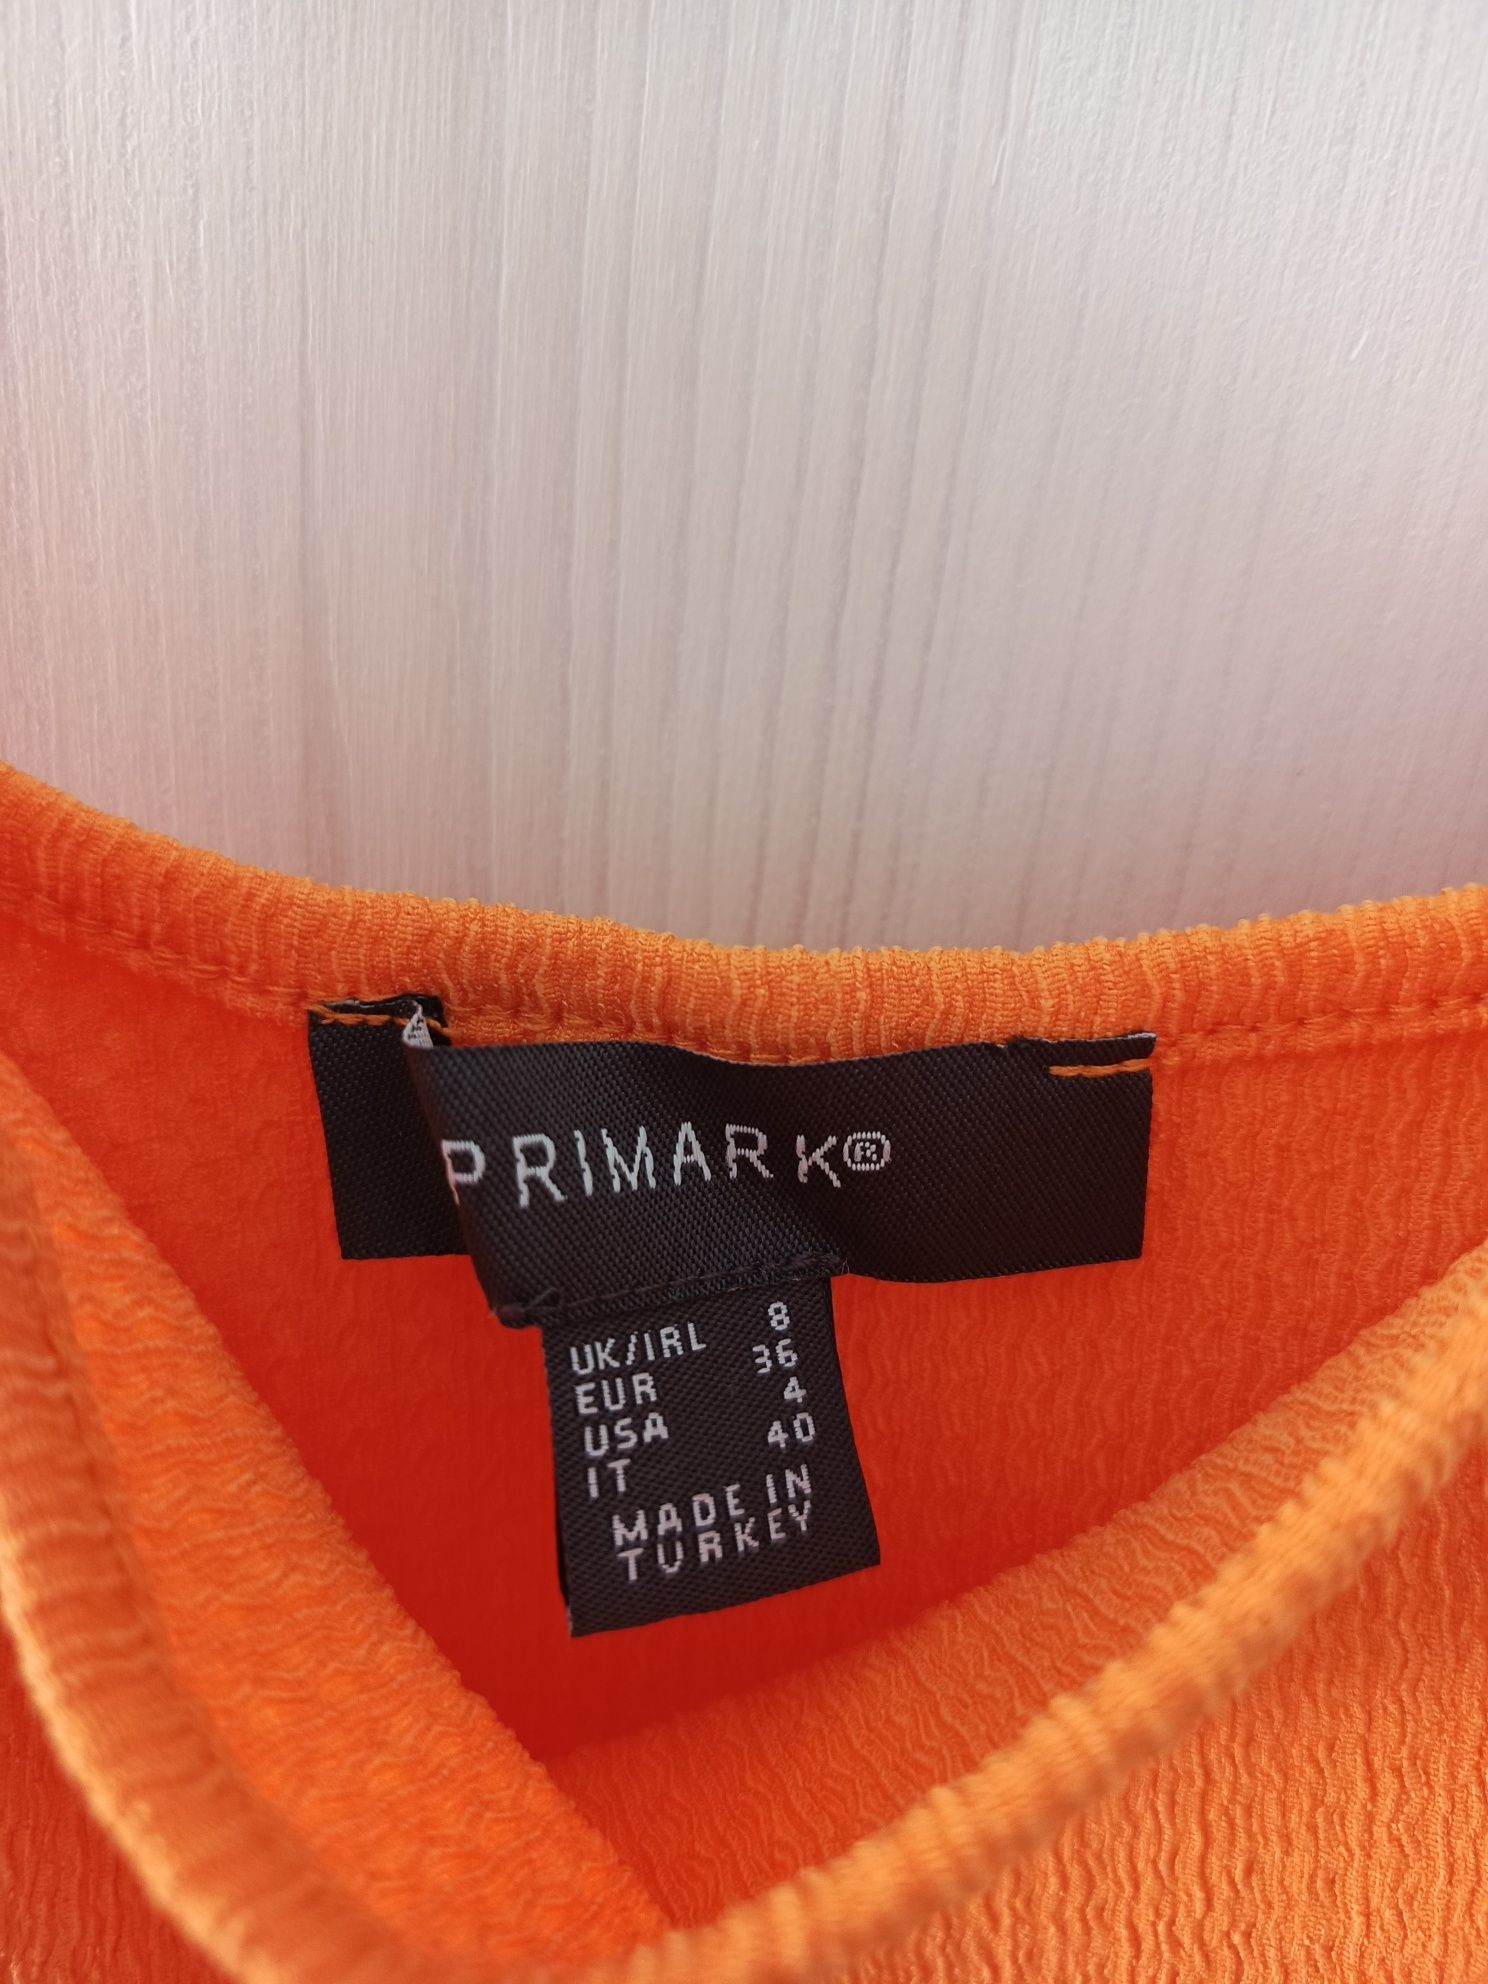 PRIMARK®
UK/IRL 8
EUR 36
USA 4
IT 40
MADE IN
TURKEY